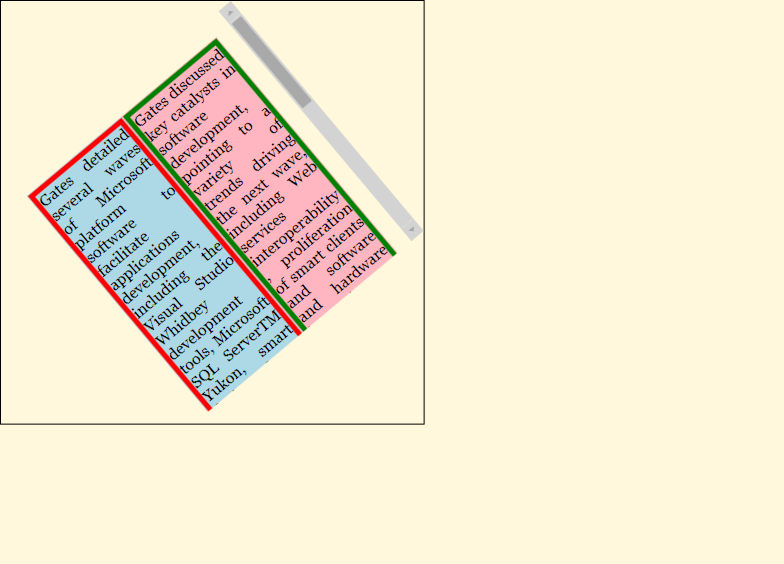 Gates detailed
several waves
of Microsoft
platform to
software
facilitate
applications
development,
including the
Visual Studio
Whidbey
development
tools, Microsoft
SQL ServerTM
Yukon, smart
Gates discussed
key catalysts in
software
development,
pointing to a
variety of
trends driving
the next wave,
including Web
services
interoperability
, proliferation
of smart clients
and software
and hardware